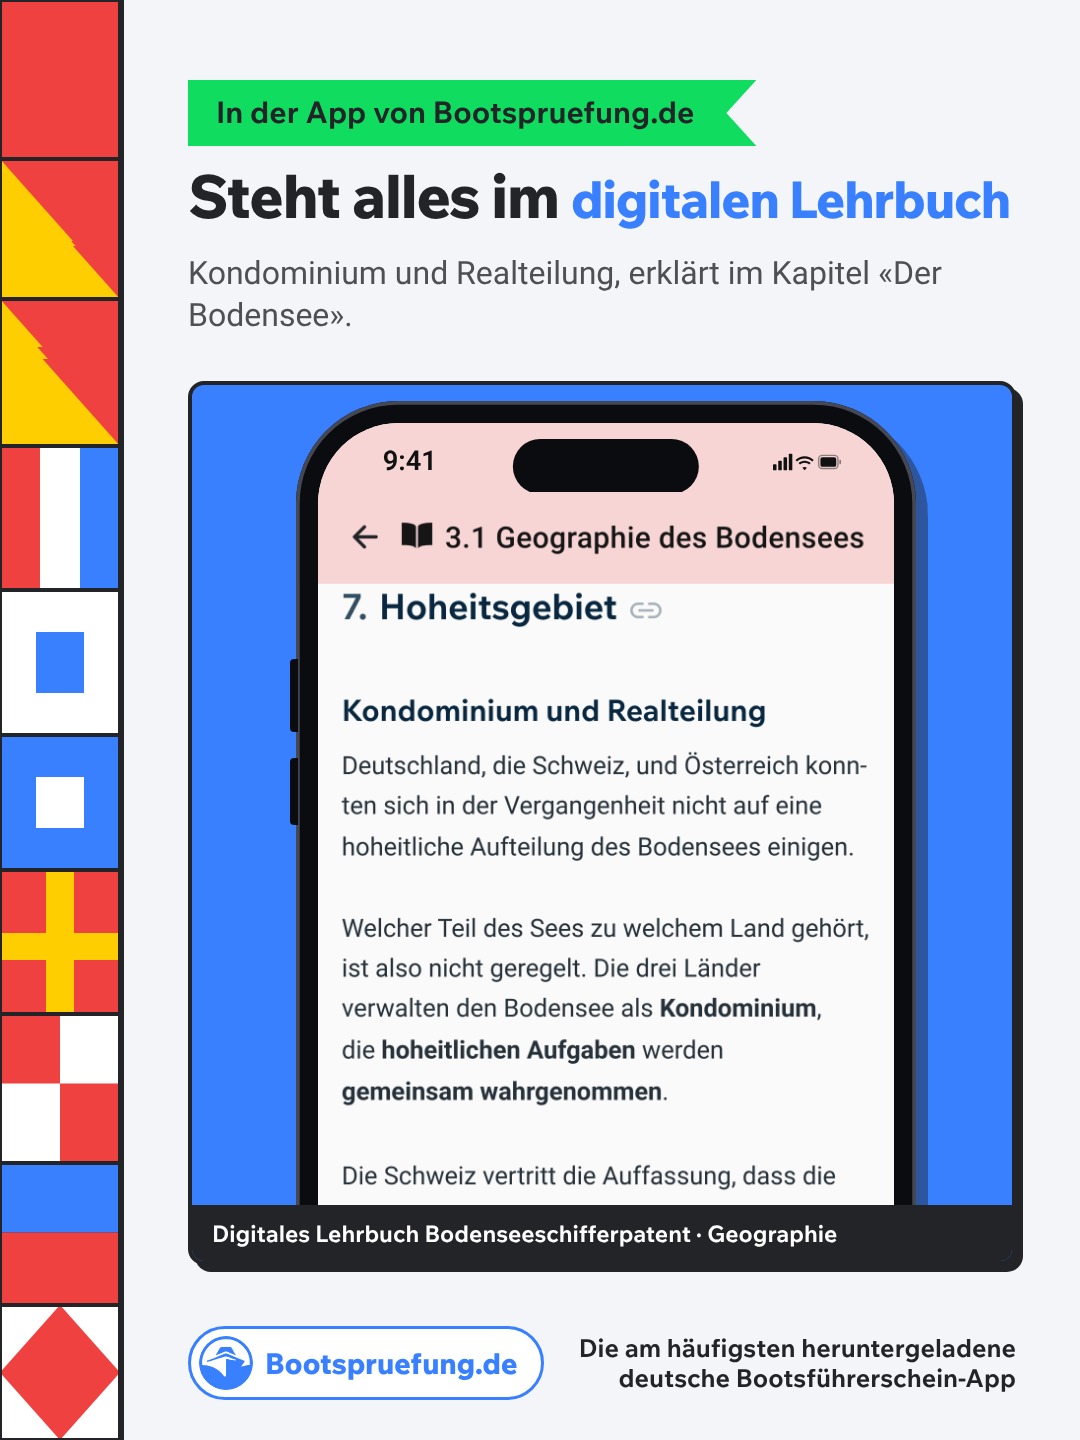 In der App von Bootspruefung.de
Steht alles im digitalen Lehrbuch
Kondominium und Realteilung, erklärt im Kapitel «Der
Bodensee».
9:41
3.1 Geographie des Bodensees
7. Hoheitsgebiet
Kondominium und Realteilung
Deutschland, die Schweiz, und Österreich konn-
ten sich in der Vergangenheit nicht auf eine
hoheitliche Aufteilung des Bodensees einigen.
Welcher Teil des Sees zu welchem Land gehört,
ist also nicht geregelt. Die drei Länder
verwalten den Bodensee als Kondominium,
die hoheitlichen Aufgaben werden
gemeinsam wahrgenommen.
Die Schweiz vertritt die Auffassung, dass die
Digitales Lehrbuch Bodenseeschifferpatent · Geographie
Bootspruefung.de
Die am häufigsten heruntergeladene
deutsche Bootsführerschein-App